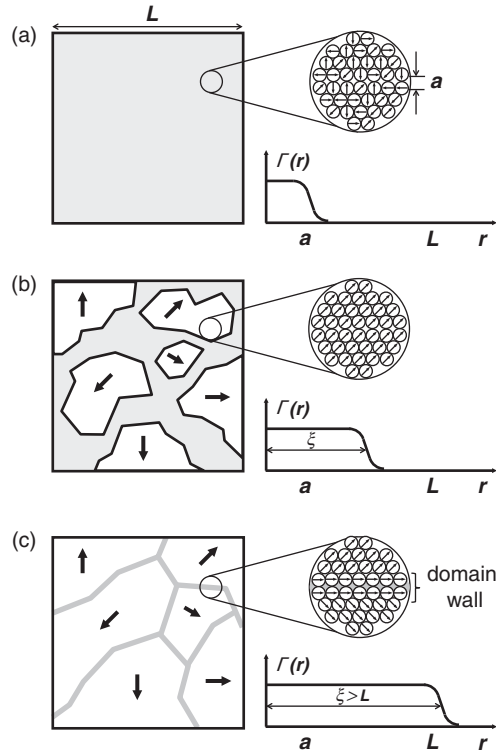 (a)
L
a
Γ(r)
a L r
(b)
Γ(r)
ξ
a L r
(c)
domain
wall
Γ(r)
ξ>L
a L r